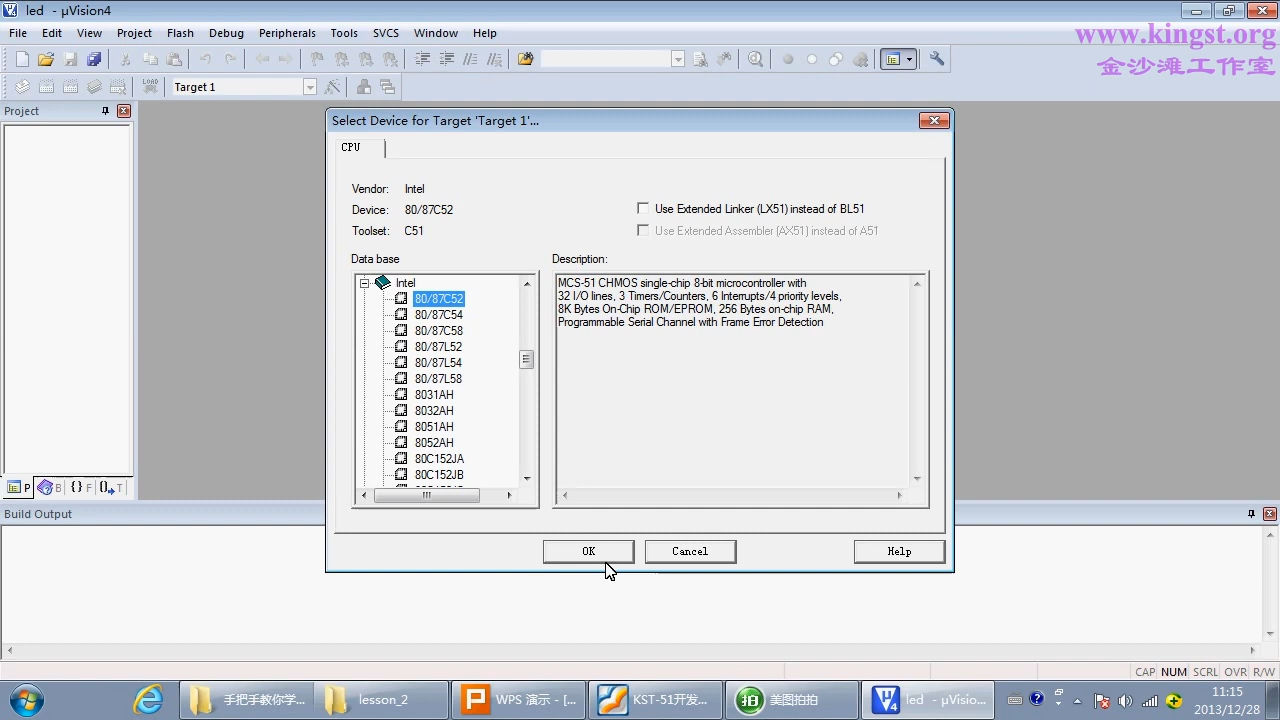 led - µVision4
File Edit View Project Flash Debug Peripherals Tools SVCS Window Help
www.kingst.org
金沙滩工作室
LOAD
Target 1
Project
Select Device for Target 'Target 1'...
CPU
Vendor: Intel
Device: 80/87C52
Toolset: C51
Use Extended Linker (LX51) instead of BL51
Use Extended Assembler (AX51) instead of A51
Data base
Description:
Intel
80/87C52
80/87C54
80/87C58
80/87L52
80/87L54
80/87L58
8031AH
8032AH
8051AH
8052AH
80C152JA
80C152JB
MCS-51 CHMOS single-chip 8-bit microcontroller with
32 I/O lines, 3 Timers/Counters, 6 Interrupts/4 priority levels,
8K Bytes On-Chip ROM/EPROM, 256 Bytes on-chip RAM,
Programmable Serial Channel with Frame Error Detection
OK Cancel Help
P B {} F T
Build Output
CAP NUM SCRL OVR R/W
手把手教你学... lesson_2 WPS 演示 - [... KST-51开发... 美图拍拍 led - µVisio...
11:15
2013/12/28